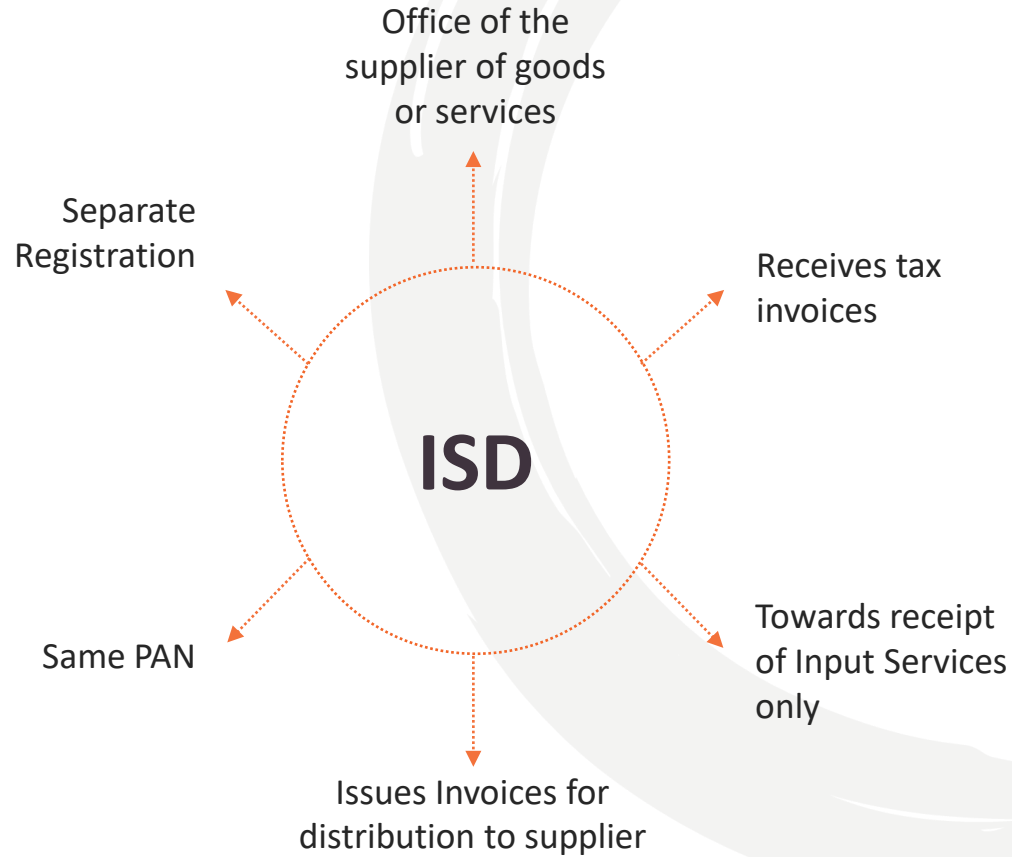 Office of the
supplier of goods
or services
Separate
Registration
Receives tax
invoices
ISD
Same PAN
Towards receipt
of Input Services
only
Issues Invoices for
distribution to supplier